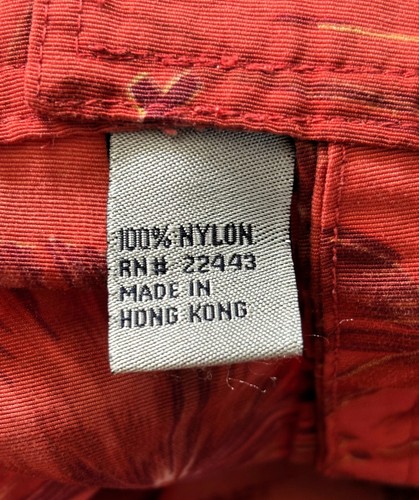 100% NYLON
RN# 22443
MADE IN
HONG KONG